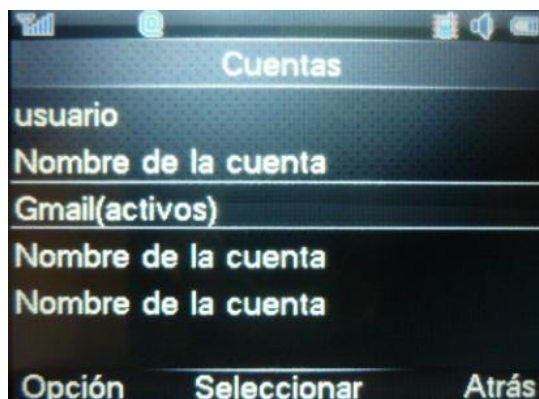 Cuentas
usuario
Nombre de la cuenta
Gmail(activos)
Nombre de la cuenta
Nombre de la cuenta
Opción Seleccionar Atrás